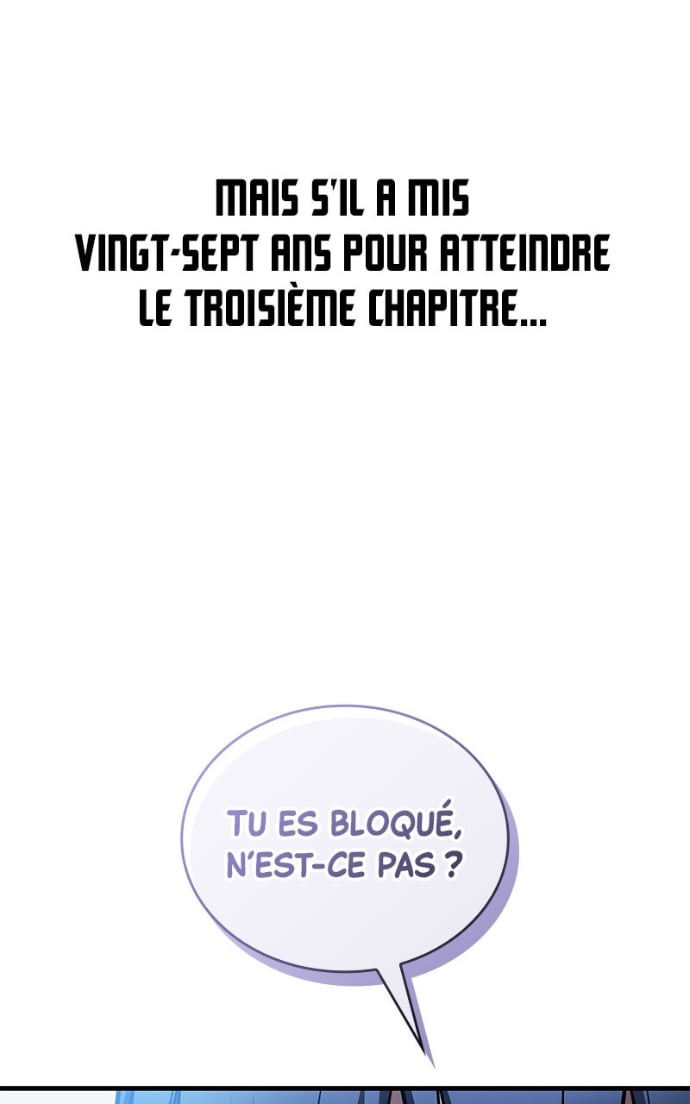 MAIS S'IL A MIS
VINGT-SEPT ANS POUR ATTEINDRE
LE TROISIÈME CHAPITRE...
TU ES BLOQUÉ,
N'EST-CE PAS ?